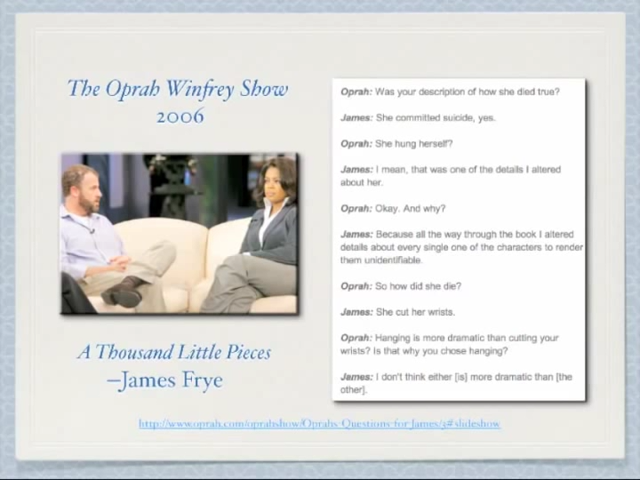 The Oprah Winfrey Show
2006
Oprah: Was your description of how she died true?
James: She committed suicide, yes.
Oprah: She hung herself?
James: I mean, that was one of the details I altered
about her.
Oprah: Okay. And why?
James: Because all the way through the book I altered
details about every single one of the characters to render
them unidentifiable.
Oprah: So how did she die?
James: She cut her wrists.
Oprah: Hanging is more dramatic than cutting your
wrists? Is that why you chose hanging?
James: I don't think either [is] more dramatic than [the
other].
A Thousand Little Pieces
—James Frye
http://www.oprah.com/oprahshow/Oprahs-Questions-for-James/3#slideshow